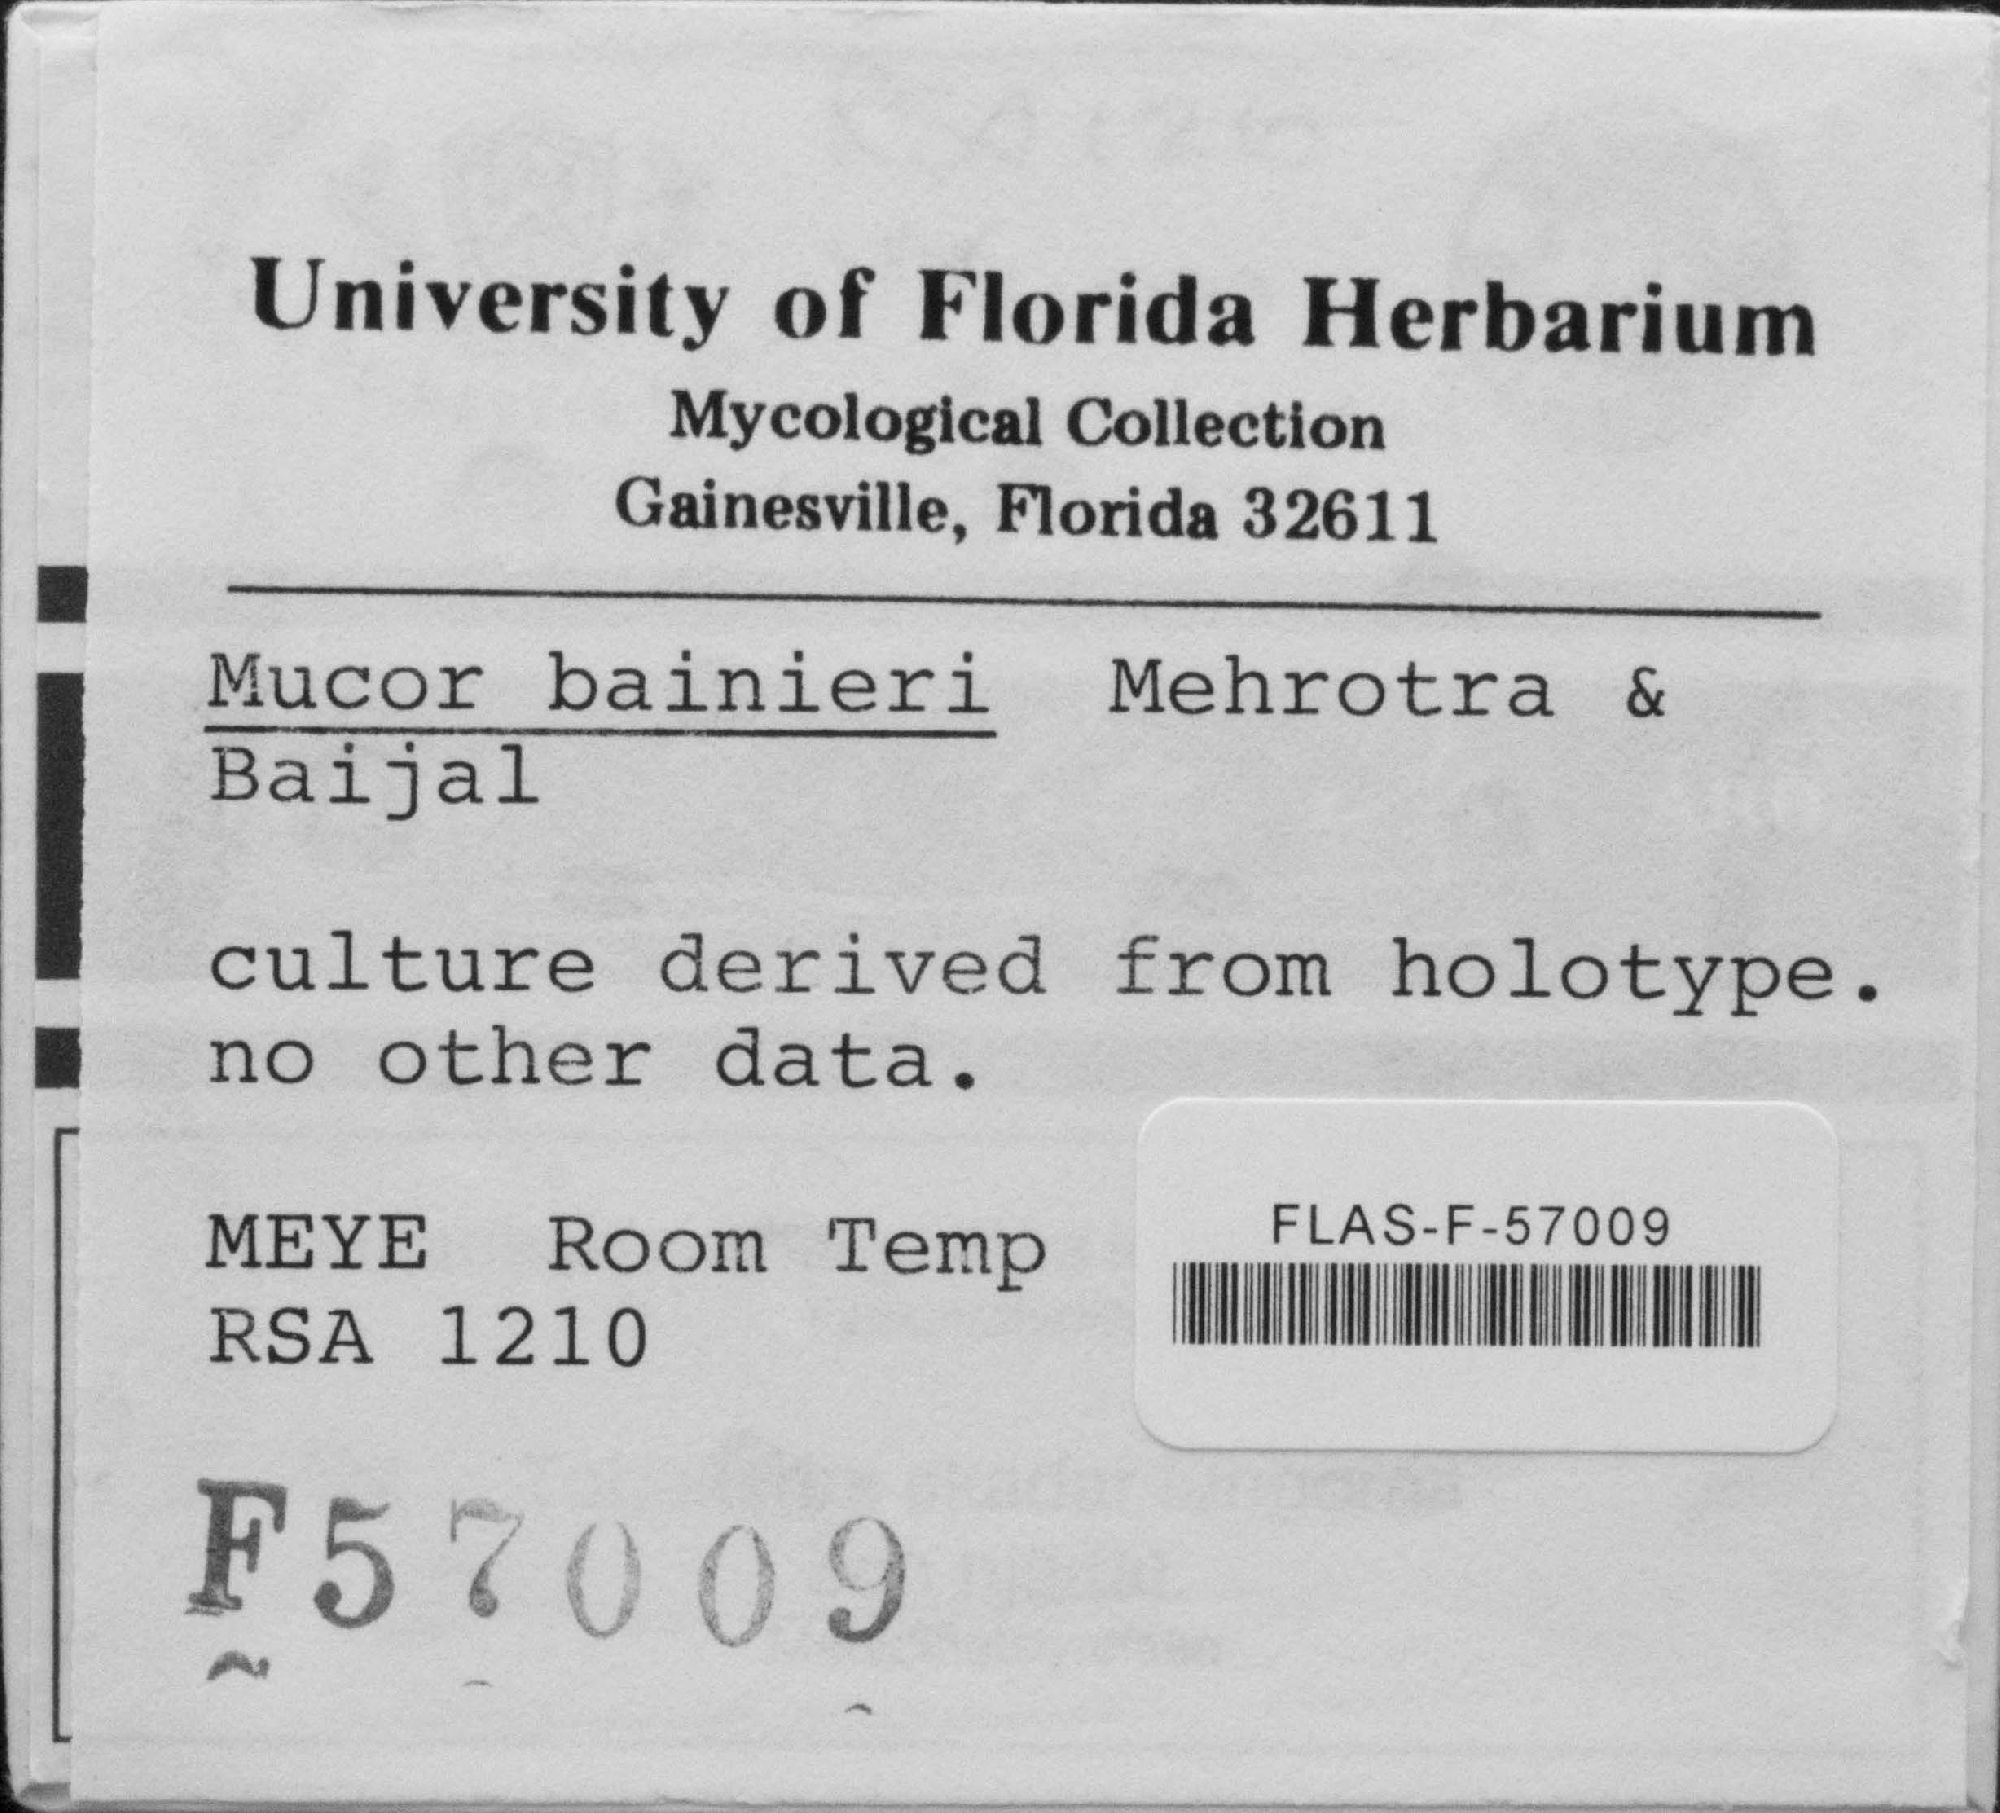 University of Florida Herbarium
Mycological Collection
Gainesville, Florida 32611
Mucor bainieri Mehrotra &
Baijal
culture derived from holotype.
no other data.
MEYE Room Temp
RSA 1210
FLAS-F-57009
F57009